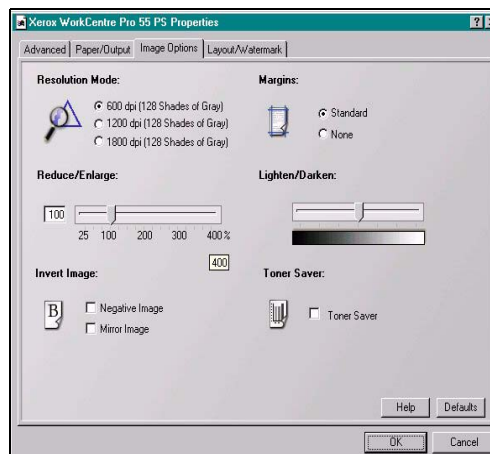 Xerox WorkCentre Pro 55 PS Properties
Advanced Paper/Output Image Options Layout/Watermark
Resolution Mode:
600 dpi (128 Shades of Gray)
1200 dpi (128 Shades of Gray)
1800 dpi (128 Shades of Gray)
Margins:
Standard
None
Reduce/Enlarge:
100
25 100 200 300 400 %
400
Lighten/Darken:
Invert Image:
B
Negative Image
Mirror Image
Toner Saver:
Toner Saver
Help Defaults
OK Cancel